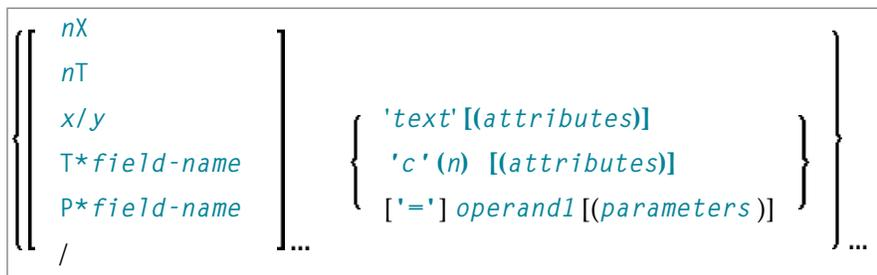 nX
nT
x/y 'text' [(attributes)]
T*field-name 'c' (n) [(attributes)]
P*field-name ['='] operand1 [(parameters)]
/ ... ...